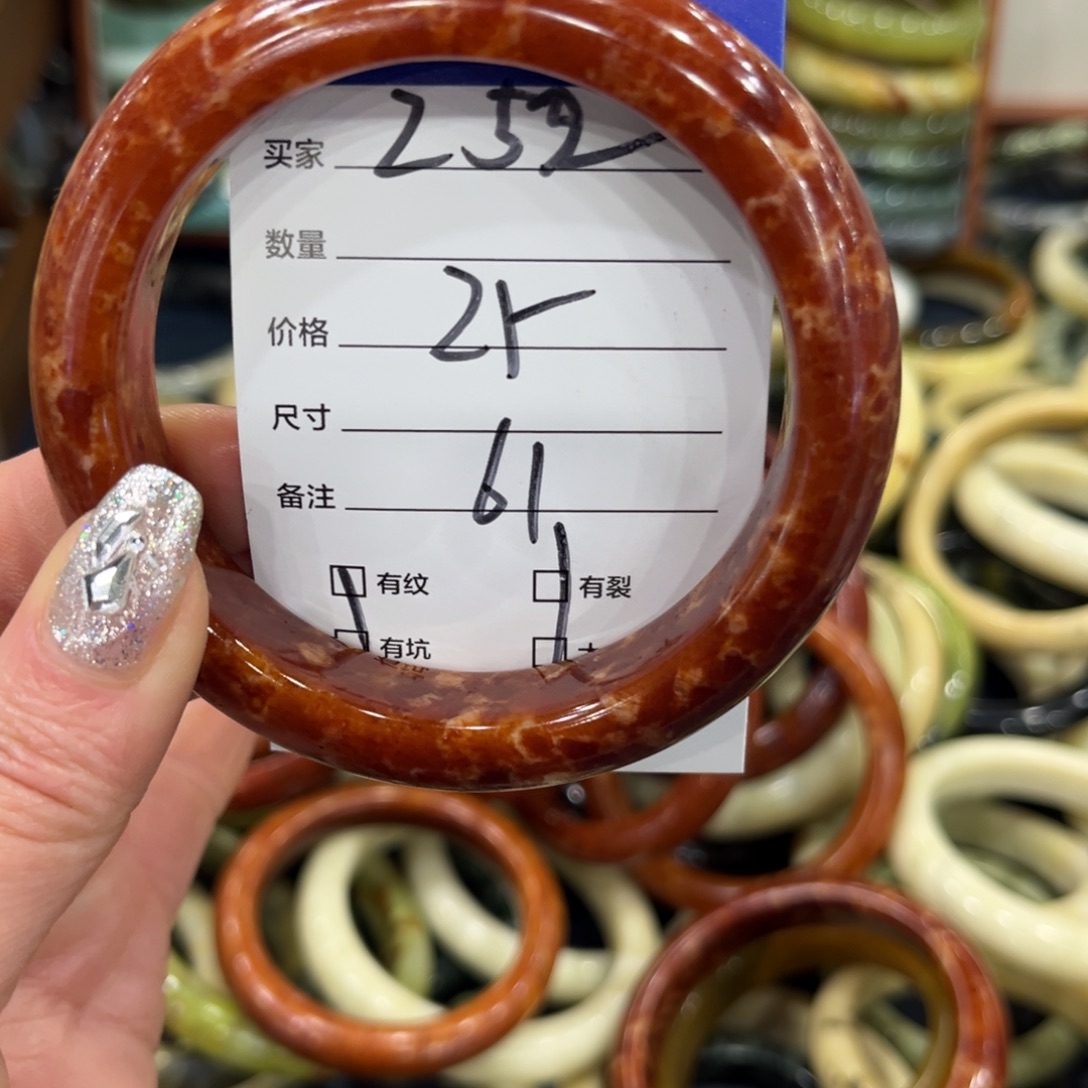 买家 252
数量
价格 25
尺寸
备注 61
有纹 有裂
有坑